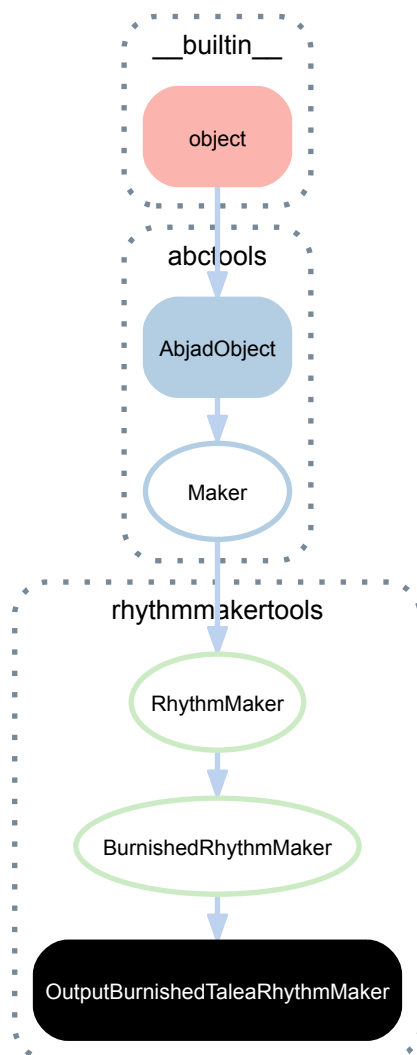 __builtin__
object
abctools
AbjadObject
Maker
rhythmmakertools
RhythmMaker
BurnishedRhythmMaker
OutputBurnishedTaleaRhythmMaker